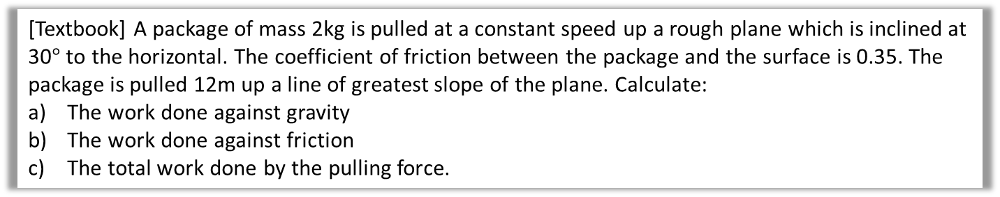 [Textbook] A package of mass 2kg is pulled at a constant speed up a rough plane which is inclined at
30° to the horizontal. The coefficient of friction between the package and the surface is 0.35. The
package is pulled 12m up a line of greatest slope of the plane. Calculate:
a) The work done against gravity
b) The work done against friction
c) The total work done by the pulling force.